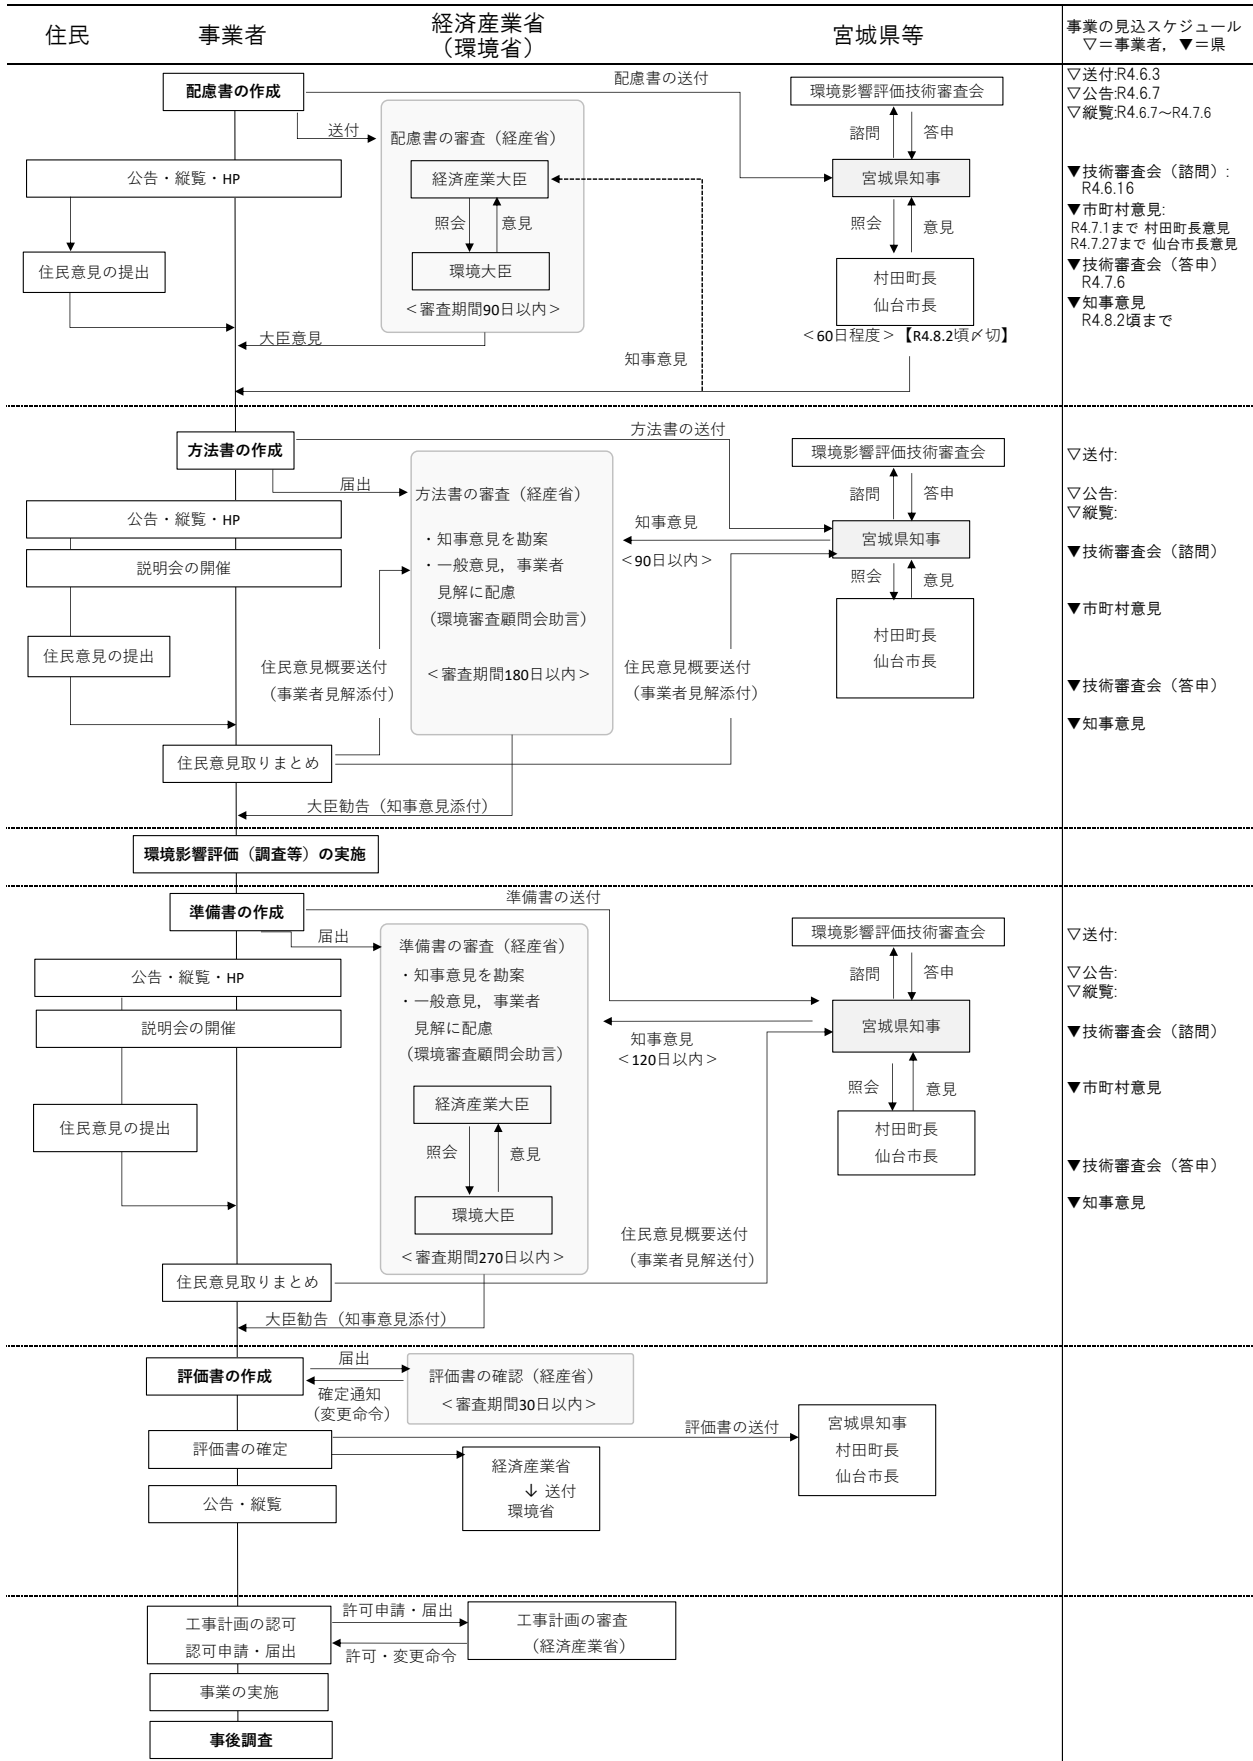 住民
事業者
経済産業省
（環境省）
宮城県等
事業の見込スケジュール
▽＝事業者，▼＝県
配慮書の作成
配慮書の送付
環境影響評価技術審査会
▽送付:R4.6.3
▽公告:R4.6.7
▽縦覧:R4.6.7～R4.7.6
送付
配慮書の審査（経産省）
諮問
答申
公告・縦覧・HP
経済産業大臣
宮城県知事
▼技術審査会（諮問）:
R4.6.16
照会
意見
照会
意見
▼市町村意見:
R4.7.1まで 村田町長意見
R4.7.27まで 仙台市長意見
住民意見の提出
環境大臣
村田町長
仙台市長
▼技術審査会（答申）
R4.7.6
＜審査期間90日以内＞
▼知事意見
R4.8.2頃まで
大臣意見
＜60日程度＞【R4.8.2頃〆切】
知事意見
方法書の作成
方法書の送付
環境影響評価技術審査会
▽送付:
届出
方法書の審査（経産省）
諮問
答申
▽公告:
▽縦覧:
公告・縦覧・HP
知事意見
宮城県知事
・知事意見を勘案
＜90日以内＞
▼技術審査会（諮問）
説明会の開催
・一般意見，事業者
見解に配慮
（環境審査顧問会助言）
照会
意見
▼市町村意見
住民意見の提出
村田町長
仙台市長
住民意見概要送付
（事業者見解添付）
＜審査期間180日以内＞
住民意見概要送付
（事業者見解添付）
▼技術審査会（答申）
▼知事意見
住民意見取りまとめ
大臣勧告（知事意見添付）
環境影響評価（調査等）の実施
準備書の作成
準備書の送付
環境影響評価技術審査会
▽送付:
届出
準備書の審査（経産省）
諮問
答申
▽公告:
▽縦覧:
公告・縦覧・HP
・知事意見を勘案
・一般意見，事業者
見解に配慮
（環境審査顧問会助言）
説明会の開催
知事意見
＜120日以内＞
宮城県知事
▼技術審査会（諮問）
照会
意見
▼市町村意見
経済産業大臣
住民意見の提出
村田町長
仙台市長
照会
意見
▼技術審査会（答申）
環境大臣
▼知事意見
＜審査期間270日以内＞
住民意見概要送付
（事業者見解送付）
住民意見取りまとめ
大臣勧告（知事意見添付）
評価書の作成
届出
確定通知
（変更命令）
評価書の確認（経産省）
＜審査期間30日以内＞
評価書の確定
評価書の送付
宮城県知事
村田町長
仙台市長
経済産業省
↓ 送付
環境省
公告・縦覧
工事計画の認可
認可申請・届出
許可申請・届出
許可・変更命令
工事計画の審査
（経済産業省）
事業の実施
事後調査